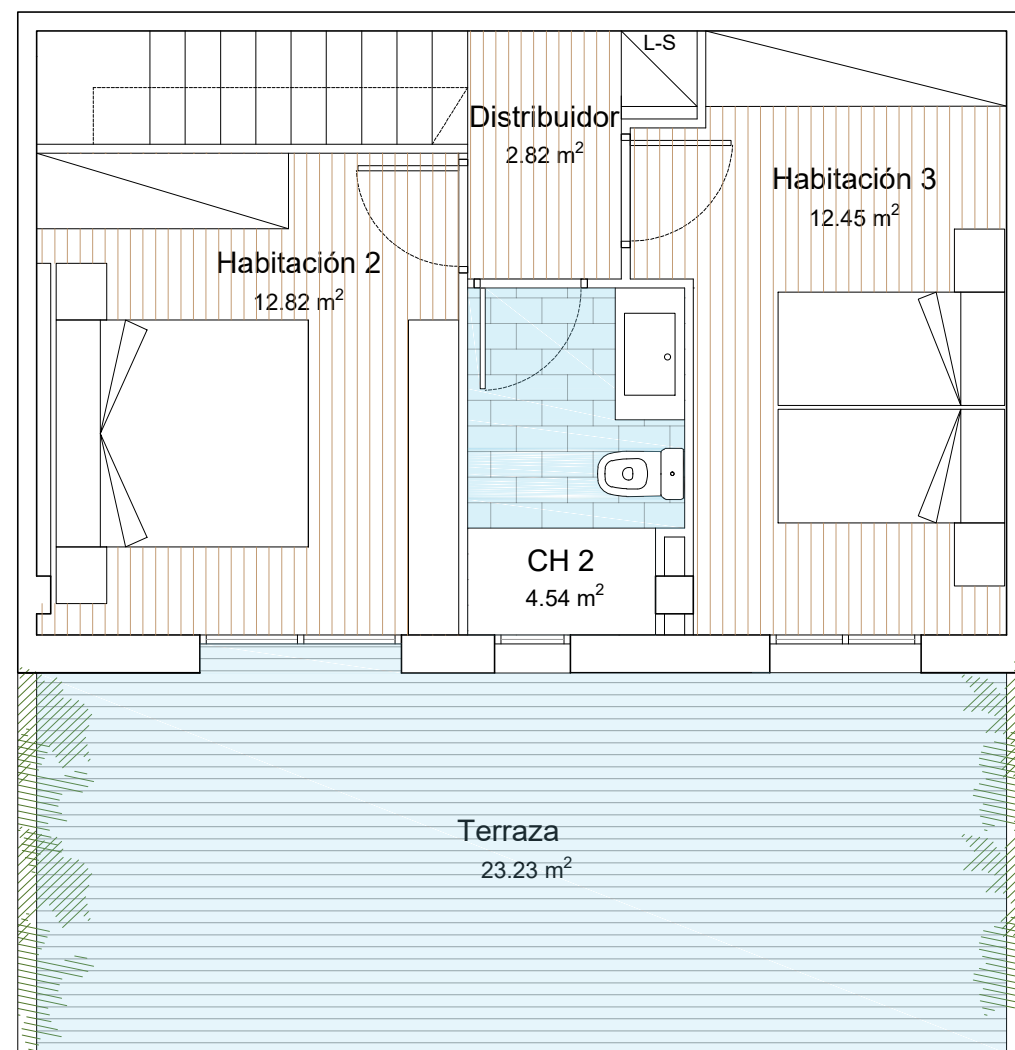 L-S
Distribuidor
2.82 m²
Habitación 3
12.45 m²
Habitación 2
12.82 m²
CH 2
4.54 m²
Terraza
23.23 m²